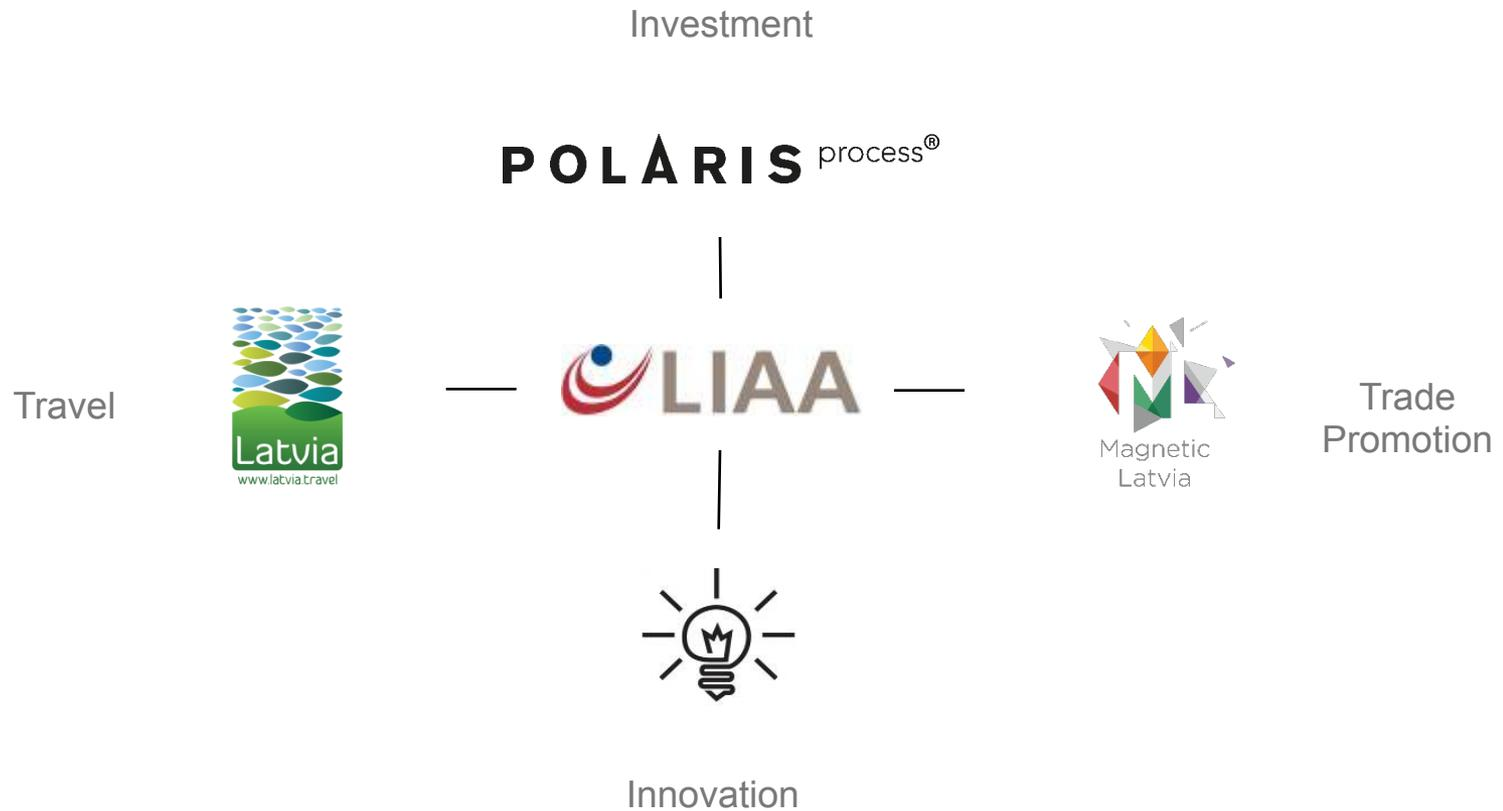 Investment
POLARIS process®
Travel
Latvia
www.latvia.travel
LIAA
Magnetic
Latvia
Trade
Promotion
Innovation